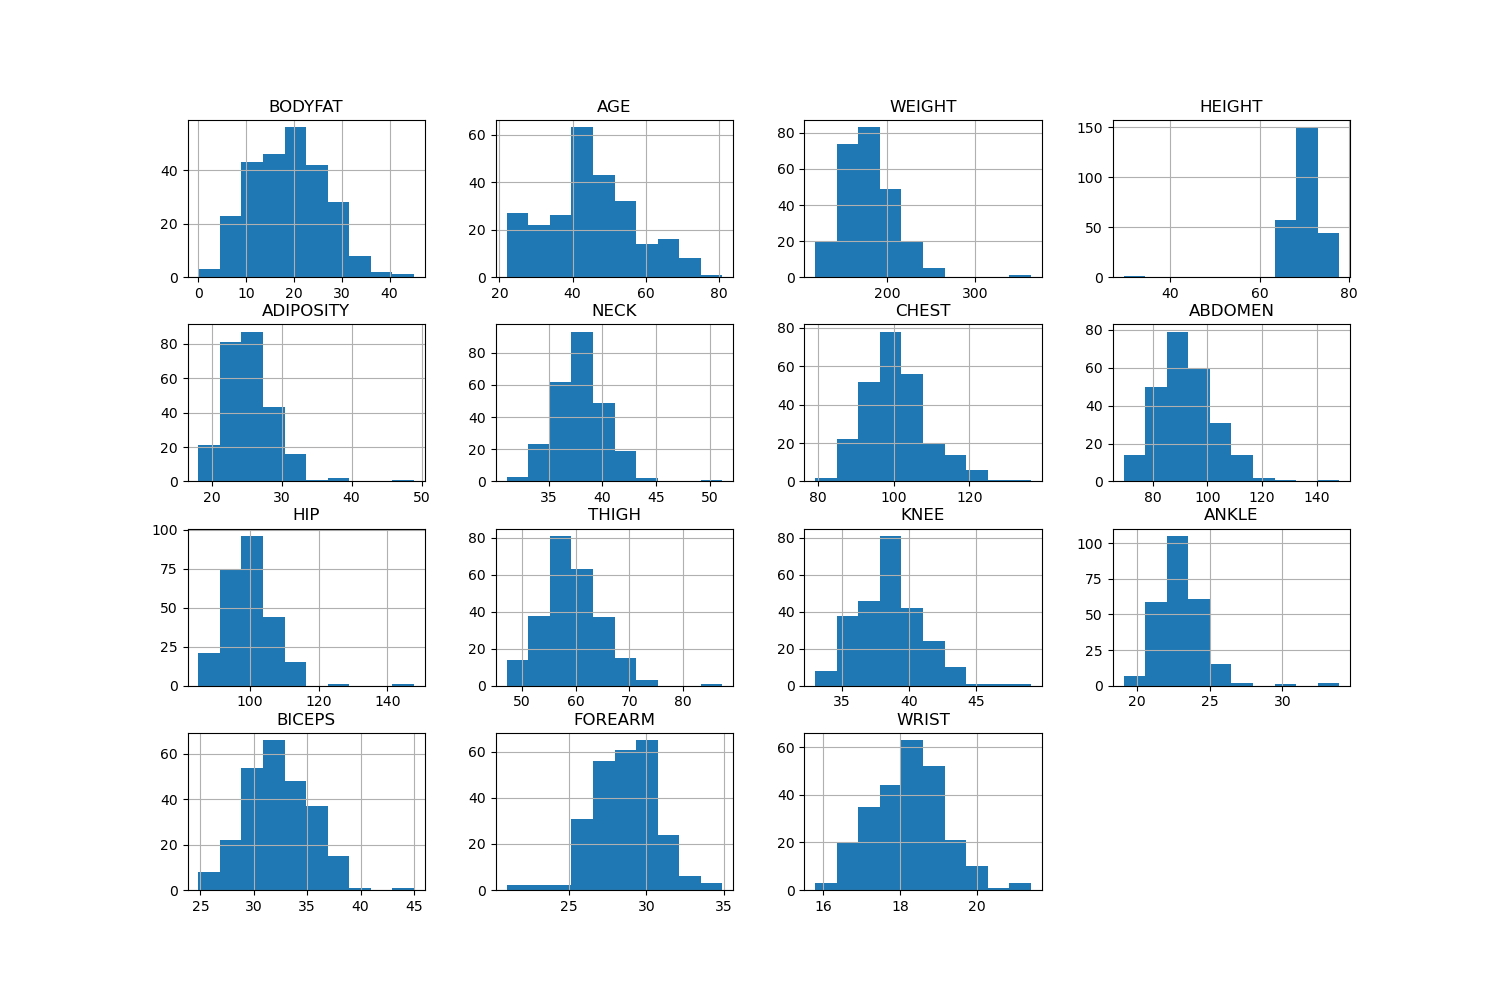 BODYFAT AGE WEIGHT HEIGHT
40 20 0
60 40 20 0
80 60 40 20 0
150 100 50 0
0 10 20 30 40
20 40 60 80
200 300
40 60 80
ADIPOSITY NECK CHEST ABDOMEN
80 60 40 20 0
80 60 40 20 0
80 60 40 20 0
80 60 40 20 0
20 30 40 50
35 40 45 50
80 100 120
80 100 120 140
HIP THIGH KNEE ANKLE
100 75 50 25 0
80 60 40 20 0
80 60 40 20 0
100 75 50 25 0
100 120 140
50 60 70 80
35 40 45
20 25 30
BICEPS FOREARM WRIST
60 40 20 0
60 40 20 0
60 40 20 0
25 30 35 40 45
25 30 35
16 18 20